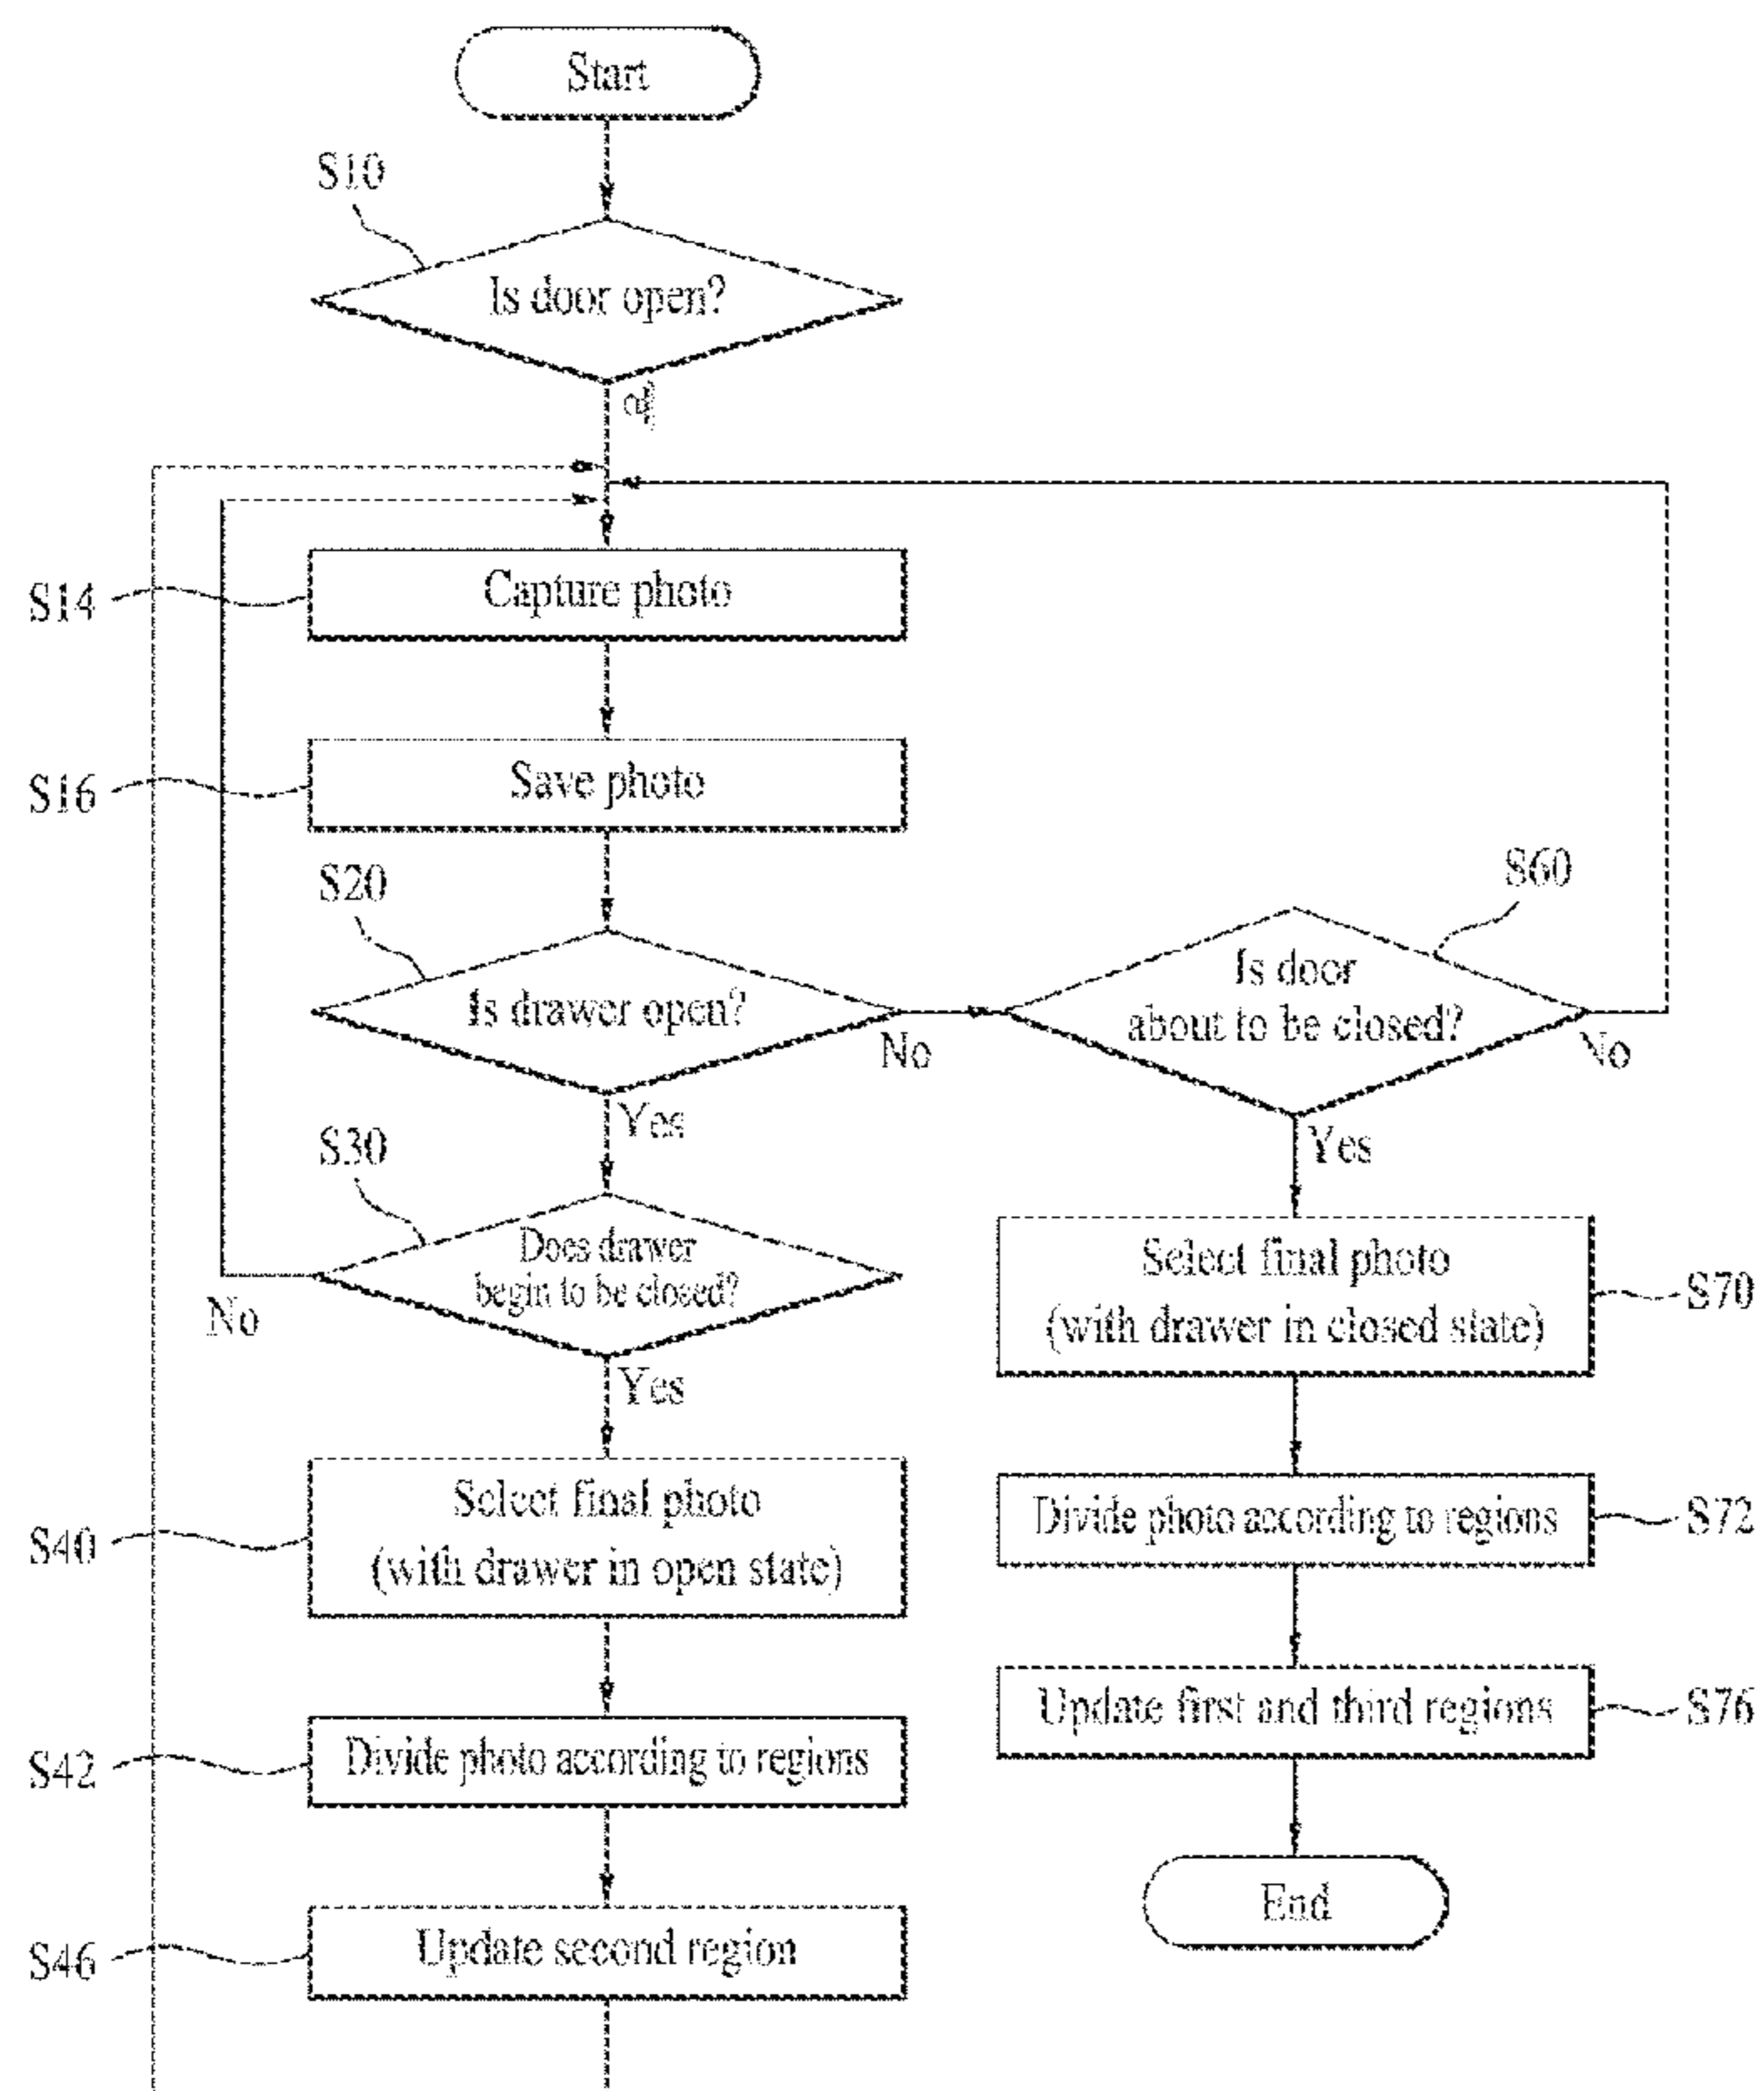 Start
S10
Is door open?
S14
Capture photo
S16
Save photo
S20
Is drawer open?
No
Yes
S60
Is door
about to be closed?
No
Yes
S30
Does drawer
begin to be closed?
No
Yes
S40
Select final photo
(with drawer in open state)
S42
Divide photo according to regions
S46
Update second region
Select final photo
(with drawer in closed state)
S70
Divide photo according to regions
S72
Update first and third regions
S76
End